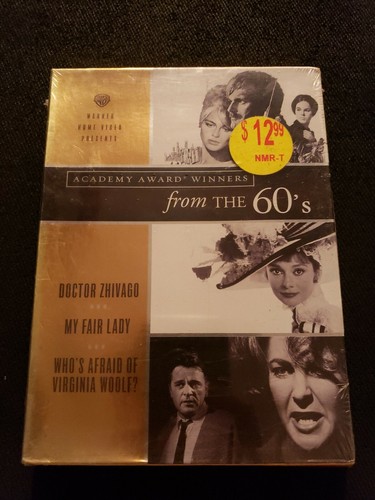 WARNER
HOME VIDEO
PRESENTS
$12.99
NMR-T
ACADEMY AWARD® WINNERS
from THE 60's
DOCTOR ZHIVAGO
MY FAIR LADY
WHO'S AFRAID OF
VIRGINIA WOOLF?